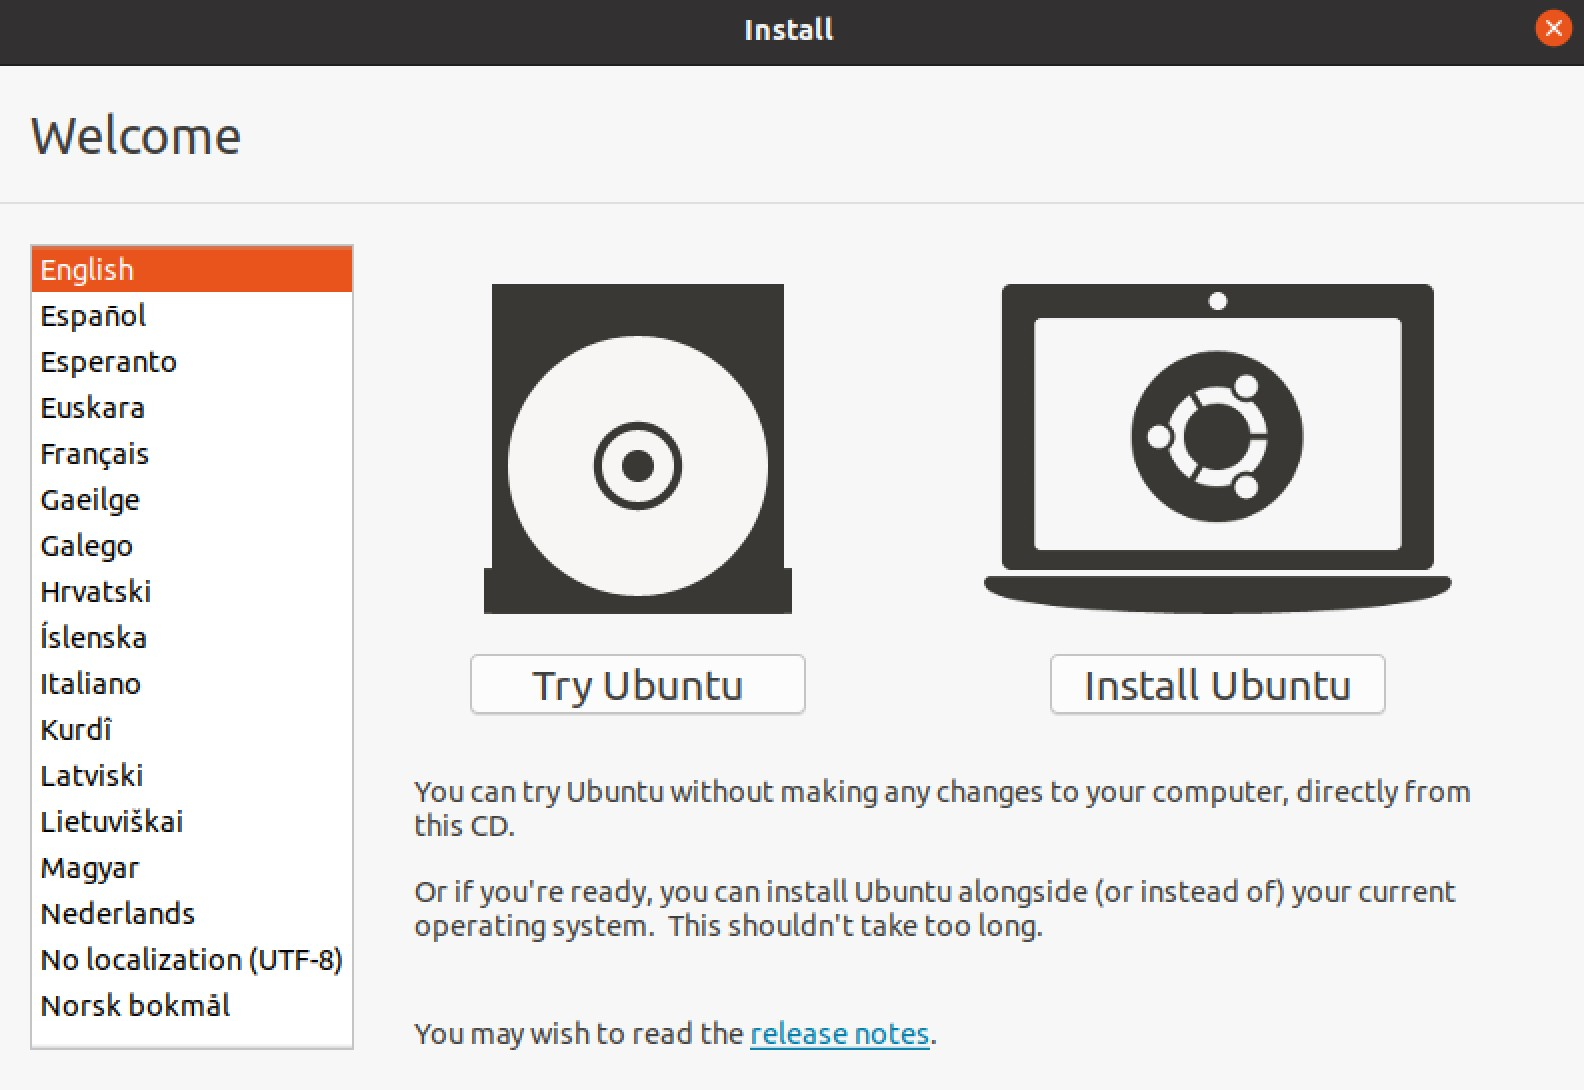 Install
Welcome
English
Español
Esperanto
Euskara
Français
Gaeilge
Galego
Hrvatski
Íslenska
Italiano
Kurdî
Latviski
Lietuviškai
Magyar
Nederlands
No localization (UTF-8)
Norsk bokmål
Try Ubuntu
Install Ubuntu
You can try Ubuntu without making any changes to your computer, directly from
this CD.
Or if you're ready, you can install Ubuntu alongside (or instead of) your current
operating system.  This shouldn't take too long.
You may wish to read the release notes.